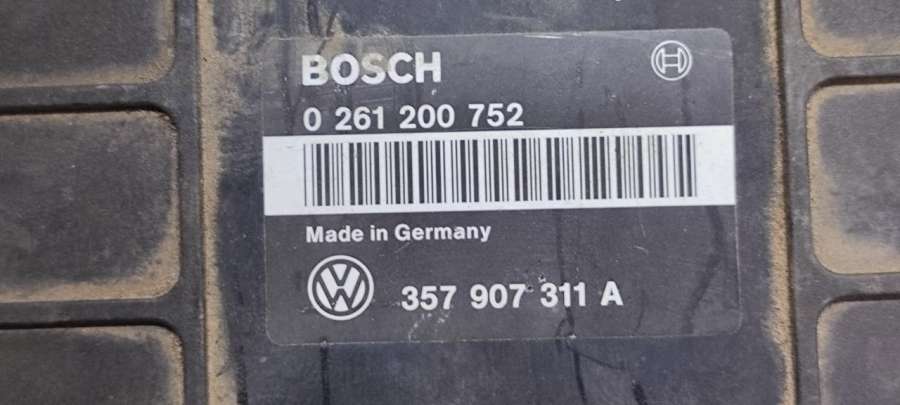 BOSCH
0 261 200 752
Made in Germany
357 907 311 A